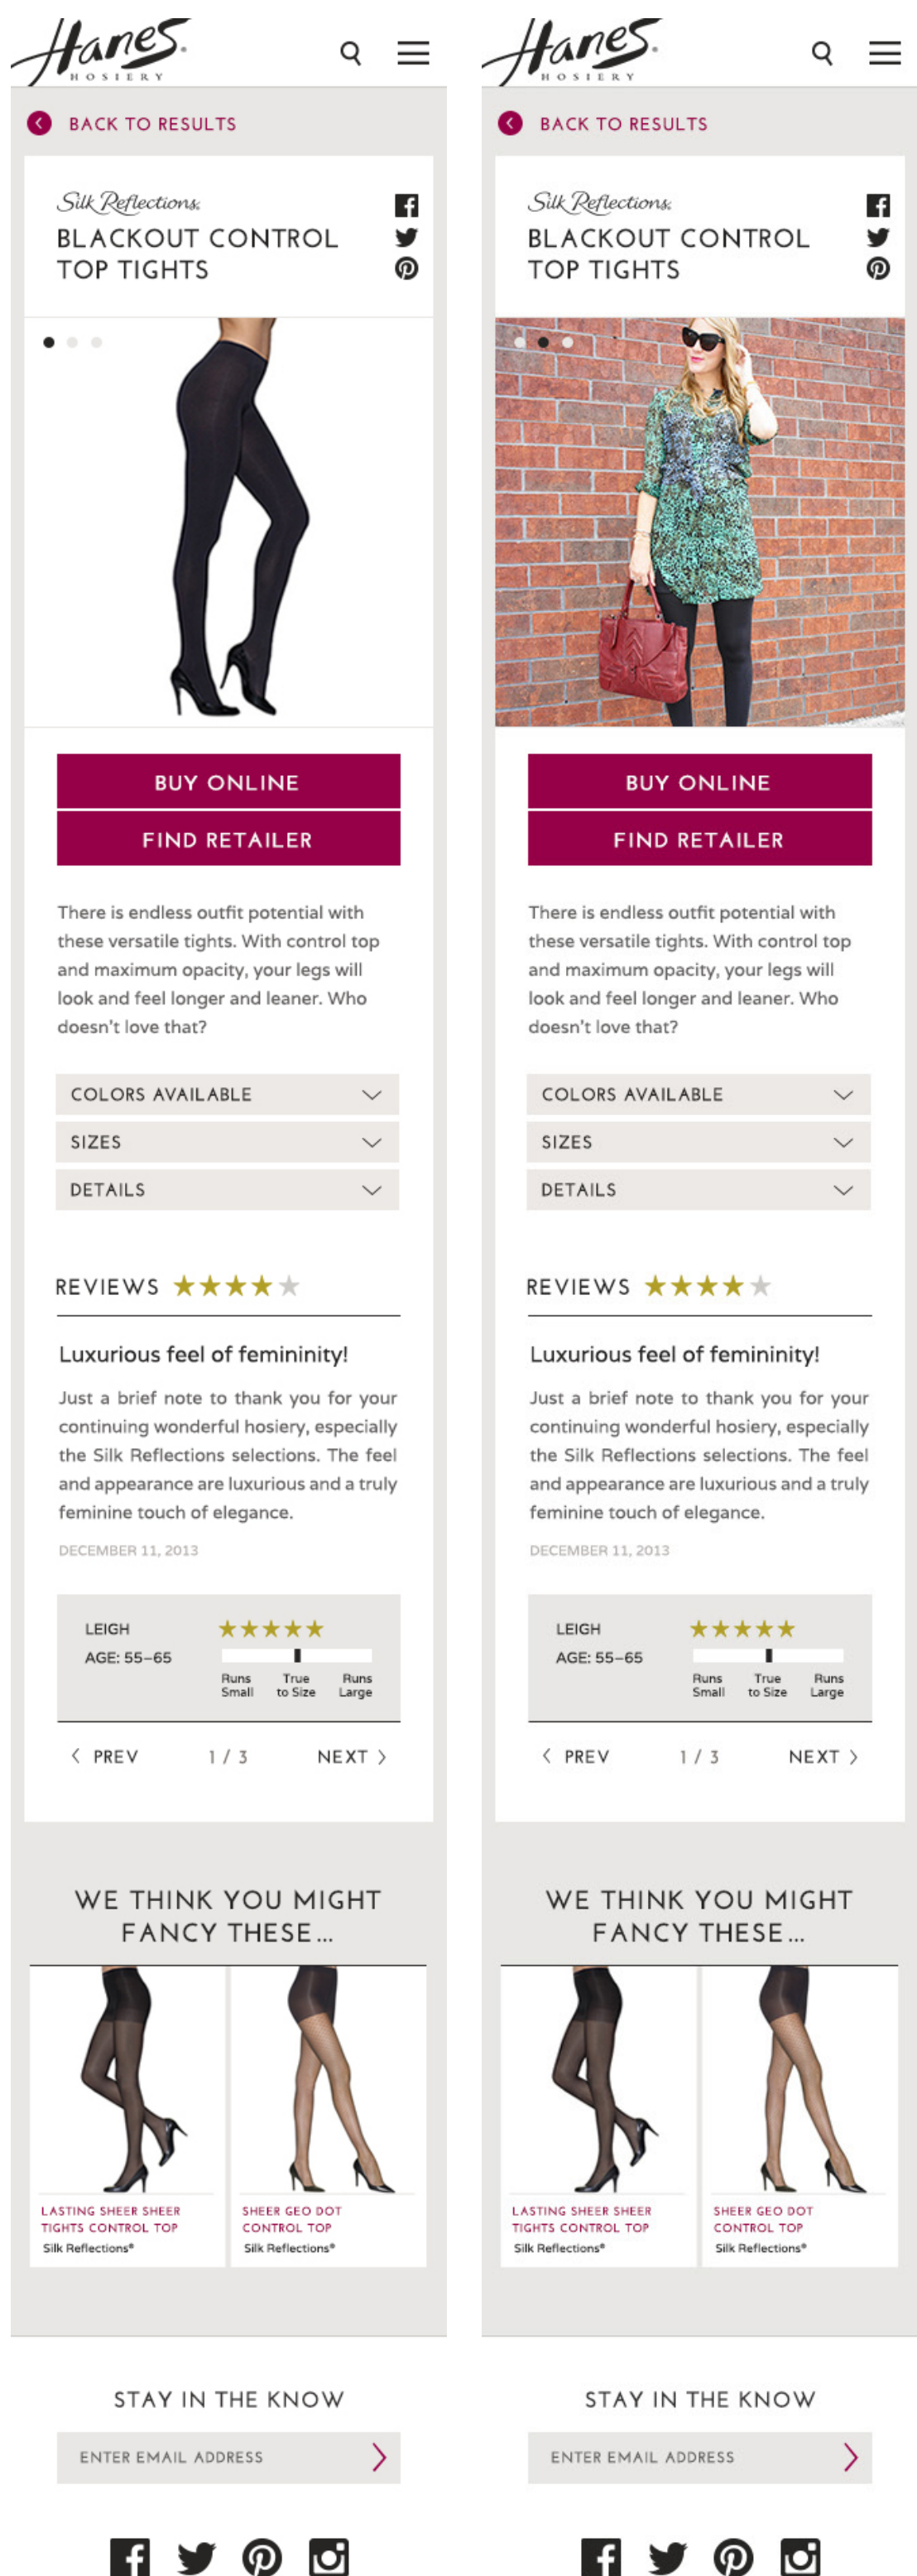 Hanes
HOSIERY
BACK TO RESULTS
Silk Reflections.
BLACKOUT CONTROL
TOP TIGHTS
BUY ONLINE
FIND RETAILER
There is endless outfit potential with
these versatile tights. With control top
and maximum opacity, your legs will
look and feel longer and leaner. Who
doesn't love that?
COLORS AVAILABLE
SIZES
DETAILS
REVIEWS
Luxurious feel of femininity!
Just a brief note to thank you for your
continuing wonderful hosiery, especially
the Silk Reflections selections. The feel
and appearance are luxurious and a truly
feminine touch of elegance.
DECEMBER 11, 2013
LEIGH
AGE: 55–65
Runs Small
True to Size
Runs Large
PREV
1 / 3
NEXT
WE THINK YOU MIGHT
FANCY THESE...
LASTING SHEER SHEER
TIGHTS CONTROL TOP
Silk Reflections®
SHEER GEO DOT
CONTROL TOP
Silk Reflections®
STAY IN THE KNOW
ENTER EMAIL ADDRESS
Hanes
HOSIERY
BACK TO RESULTS
Silk Reflections.
BLACKOUT CONTROL
TOP TIGHTS
BUY ONLINE
FIND RETAILER
There is endless outfit potential with
these versatile tights. With control top
and maximum opacity, your legs will
look and feel longer and leaner. Who
doesn't love that?
COLORS AVAILABLE
SIZES
DETAILS
REVIEWS
Luxurious feel of femininity!
Just a brief note to thank you for your
continuing wonderful hosiery, especially
the Silk Reflections selections. The feel
and appearance are luxurious and a truly
feminine touch of elegance.
DECEMBER 11, 2013
LEIGH
AGE: 55–65
Runs Small
True to Size
Runs Large
PREV
1 / 3
NEXT
WE THINK YOU MIGHT
FANCY THESE...
LASTING SHEER SHEER
TIGHTS CONTROL TOP
Silk Reflections®
SHEER GEO DOT
CONTROL TOP
Silk Reflections®
STAY IN THE KNOW
ENTER EMAIL ADDRESS